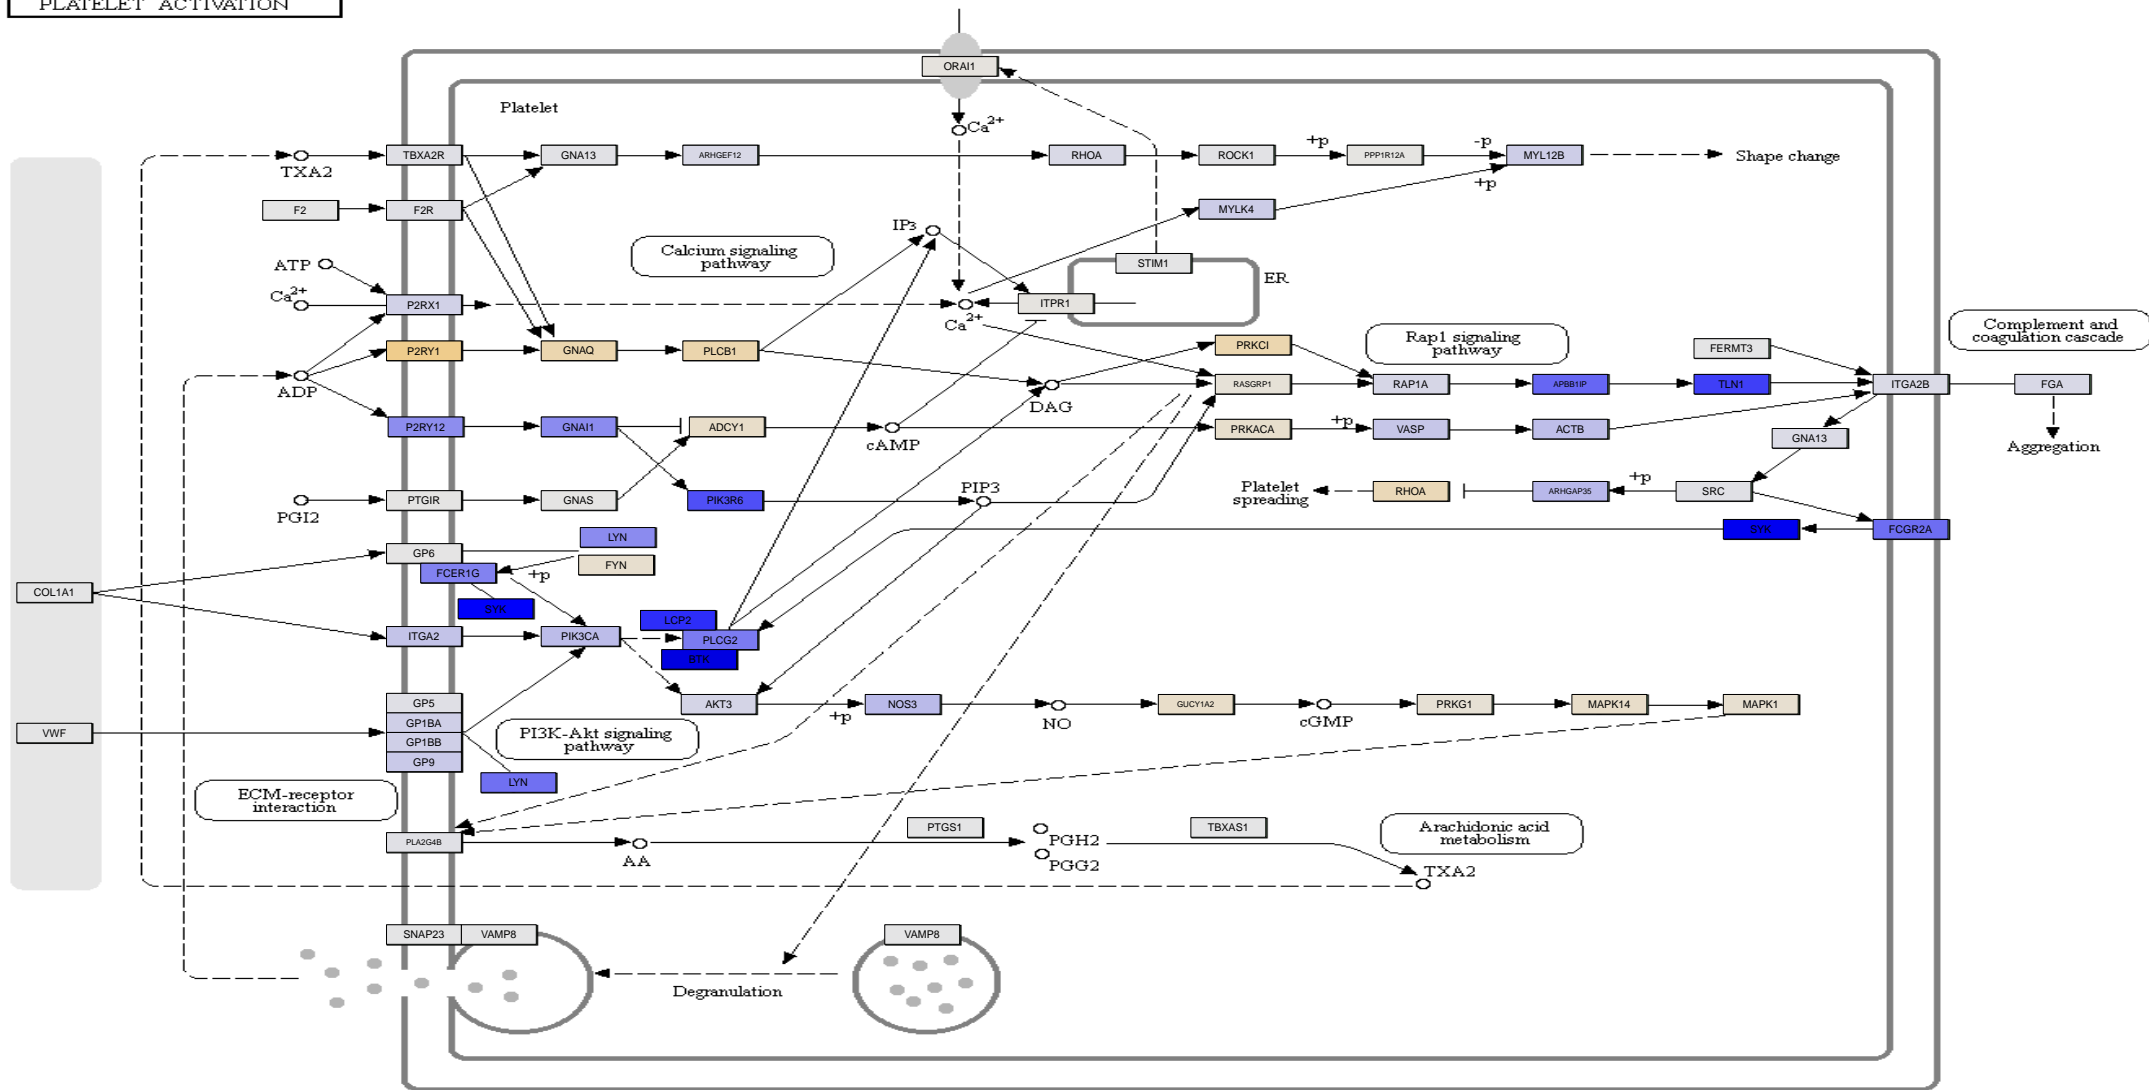 PLATELET ACTIVATION
ORAI1
Platelet
Ca2+
TXA2
TBXA2R
GNA13
ARHGEF12
RHOA
ROCK1
+p
PPP1R12A
-p
MYL12B
Shape change
+p
F2
F2R
MYLK4
IP3
Calcium signaling
pathway
ATP
Ca2+
P2RX1
STIM1
ER
ITPR1
Ca2+
Complement and
coagulation cascade
Rap1 signaling
pathway
P2RY1
GNAQ
PLCB1
PRKCI
FERMT3
ADP
DAG
RASGRP1
RAP1A
APBB1IP
TLN1
ITGA2B
FGA
P2RY12
GNAI1
ADCY1
cAMP
PRKACA
+p
VASP
ACTB
GNA13
Aggregation
PGI2
PTGIR
GNAS
PIK3R6
PIP3
Platelet
spreading
RHOA
ARHGAP35
+p
SRC
SYK
FCGR2A
GP6
LYN
FCER1G
+p
FYN
COL1A1
SYK
LCP2
ITGA2
PIK3CA
PLCG2
BTK
GP5
GP1BA
GP1BB
GP9
VWF
AKT3
+p
NOS3
NO
GUCY1A2
cGMP
PRKG1
MAPK14
MAPK1
PI3K-Akt signaling
pathway
LYN
ECM-receptor
interaction
PLA2G4B
AA
PTGS1
PGH2
PGG2
TBXAS1
Arachidonic acid
metabolism
TXA2
SNAP23
VAMP8
VAMP8
Degranulation